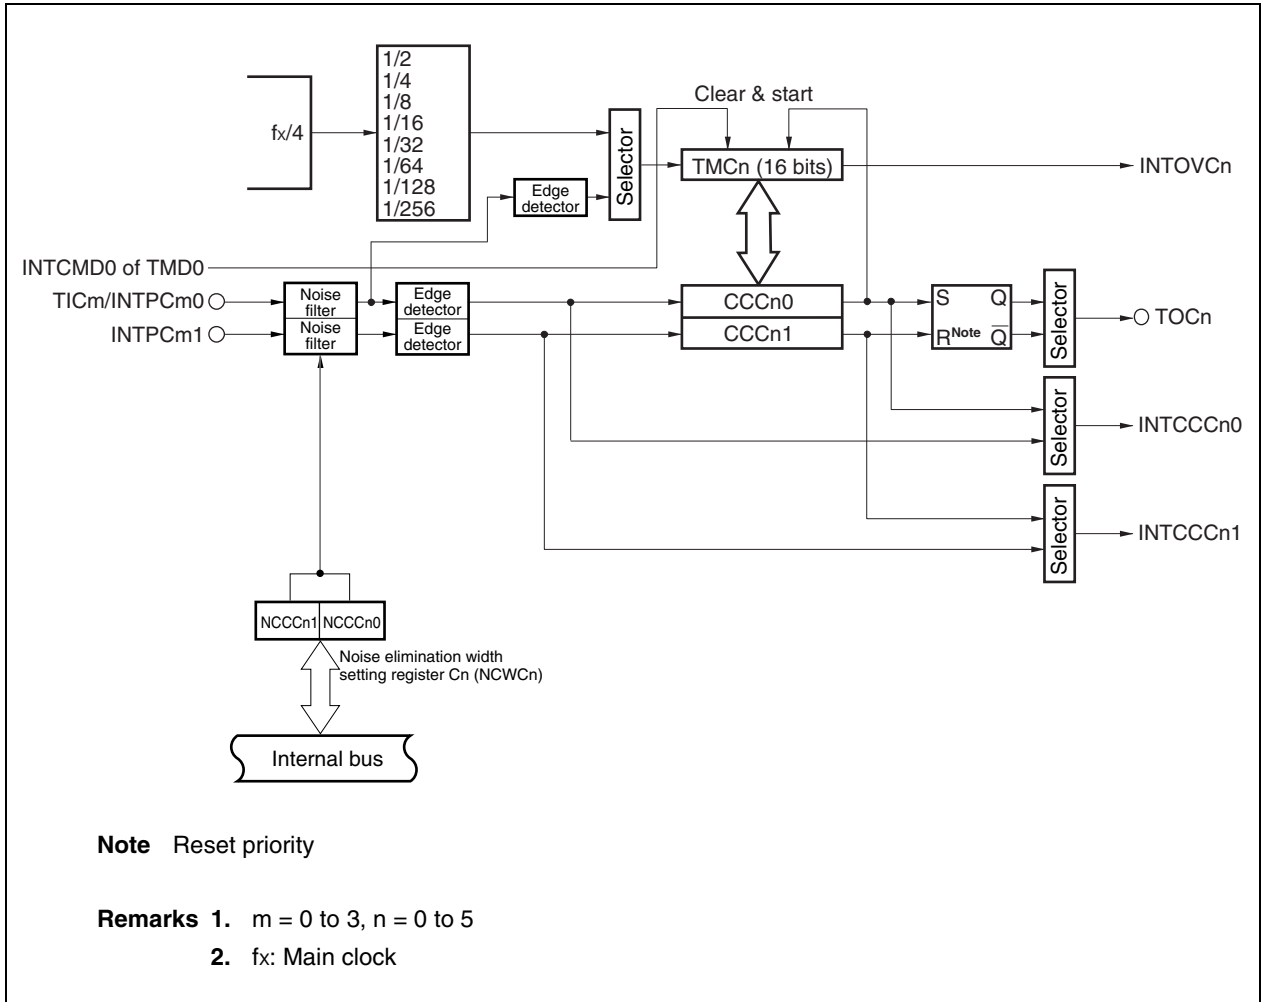 1/2
1/4
1/8
1/16
1/32
1/64
1/128
1/256
fx/4
Clear & start
Selector
TMCn (16 bits)
INTOVCn
Edge
detector
INTCMD0 of TMD0
TICm/INTPCm0
INTPCm1
Noise
filter
Noise
filter
Edge
detector
Edge
detector
CCCn0
CCCn1
S Q
RNote Q̅
Selector
TOCn
Selector
INTCCCn0
Selector
INTCCCn1
NCCCn1 NCCCn0
Noise elimination width
setting register Cn (NCWCn)
Internal bus
Note Reset priority
Remarks 1. m = 0 to 3, n = 0 to 5
2. fx: Main clock